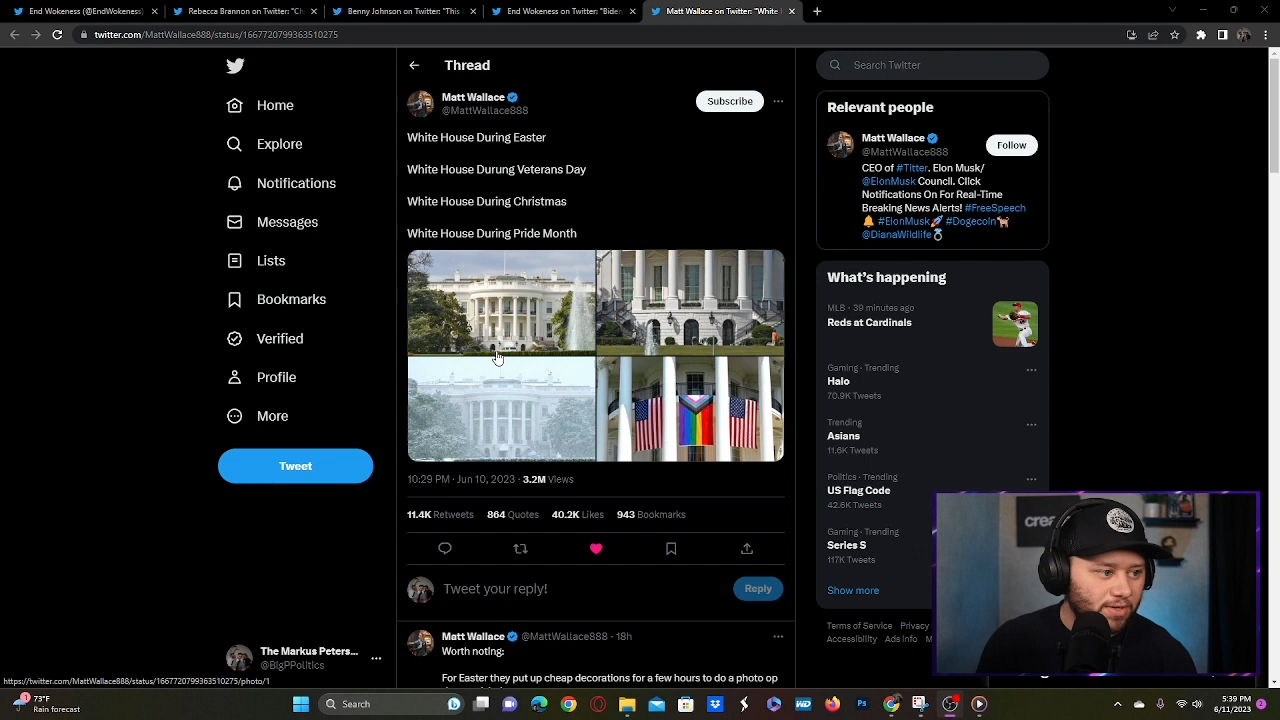 End Wokeness (@EndWokeness)
Rebecca Brannon on Twitter: "Ch
Benny Johnson on Twitter: "This
End Wokeness on Twitter: "Biden
Matt Wallace on Twitter: "White
twitter.com/MattWallace888/status/1667720799363510275
Home
Explore
Notifications
Messages
Lists
Bookmarks
Verified
Profile
More
Tweet
The Markus Peters...
@BigPPolitics
https://twitter.com/MattWallace888/status/1667720799363510275/photo/1
Thread
Matt Wallace
@MattWallace888
Subscribe
White House During Easter
White House Durung Veterans Day
White House During Christmas
White House During Pride Month
10:29 PM · Jun 10, 2023 · 3.2M Views
11.4K Retweets 864 Quotes 40.2K Likes 943 Bookmarks
Tweet your reply!
Reply
Matt Wallace @MattWallace888 · 18h
Worth noting:
For Easter they put up cheap decorations for a few hours to do a photo op
Search Twitter
Relevant people
Matt Wallace
@MattWallace888
Follow
CEO of #Titter. Elon Musk/
@ElonMusk Council. Click
Notifications On For Real-Time
Breaking News Alerts! #FreeSpeech
#ElonMusk #Dogecoin
@DianaWildlife
What's happening
MLB · 39 minutes ago
Reds at Cardinals
Gaming · Trending
Halo
70.9K Tweets
Trending
Asians
11.6K Tweets
Politics · Trending
US Flag Code
42.6K Tweets
Gaming · Trending
Series S
117K Tweets
Show more
Terms of Service Privacy
Accessibility Ads Info M
crea
1
73°F
Rain forecast
Search
5:39 PM
6/11/2023
2